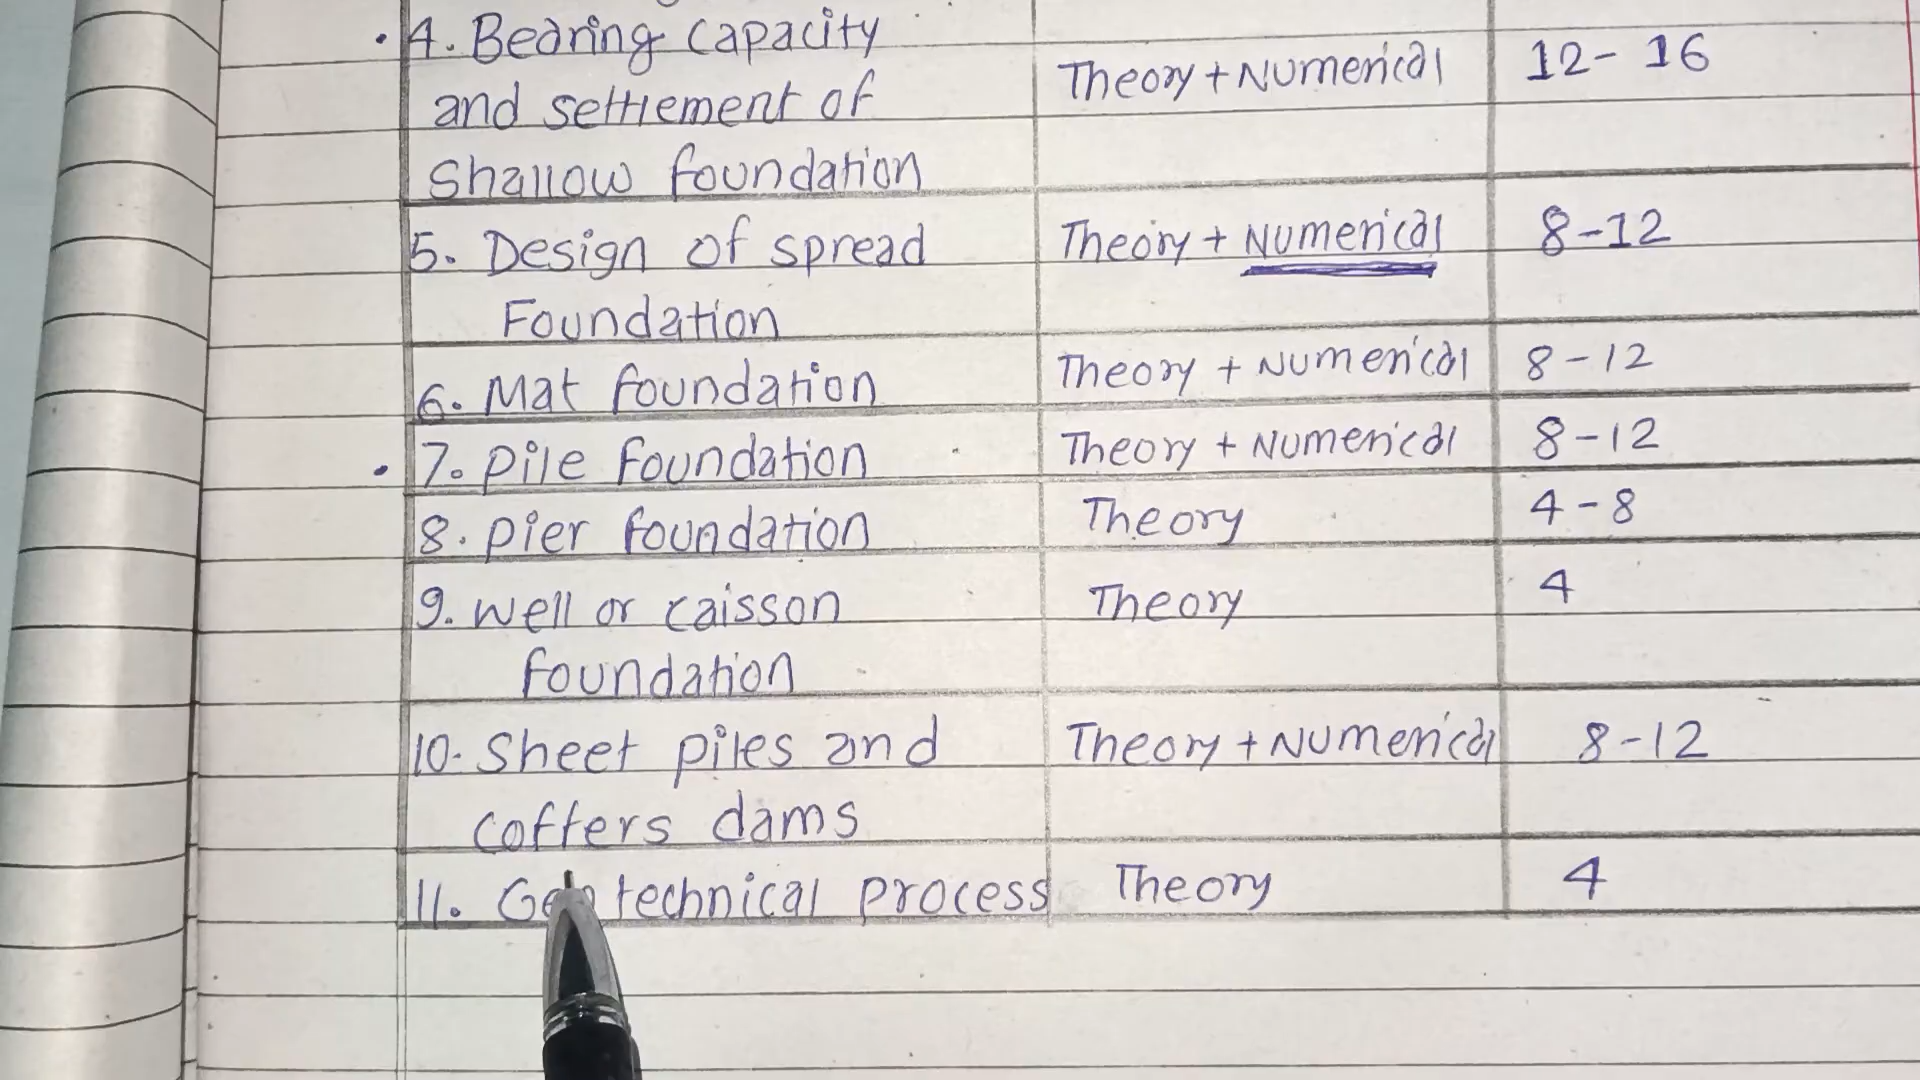 4. Bearing capacity
and settlement of
shallow foundation
Theory + Numerical
12 - 16
5. Design of spread
Foundation
Theory + Numerical
8-12
6. Mat foundation
Theory + Numerical
8-12
7. pile foundation
Theory + Numerical
8-12
8. pier foundation
Theory
4-8
9. well or caisson
foundation
Theory
4
10. Sheet piles and
coffers dams
Theory + Numerical
8-12
11. Geotechnical process
Theory
4